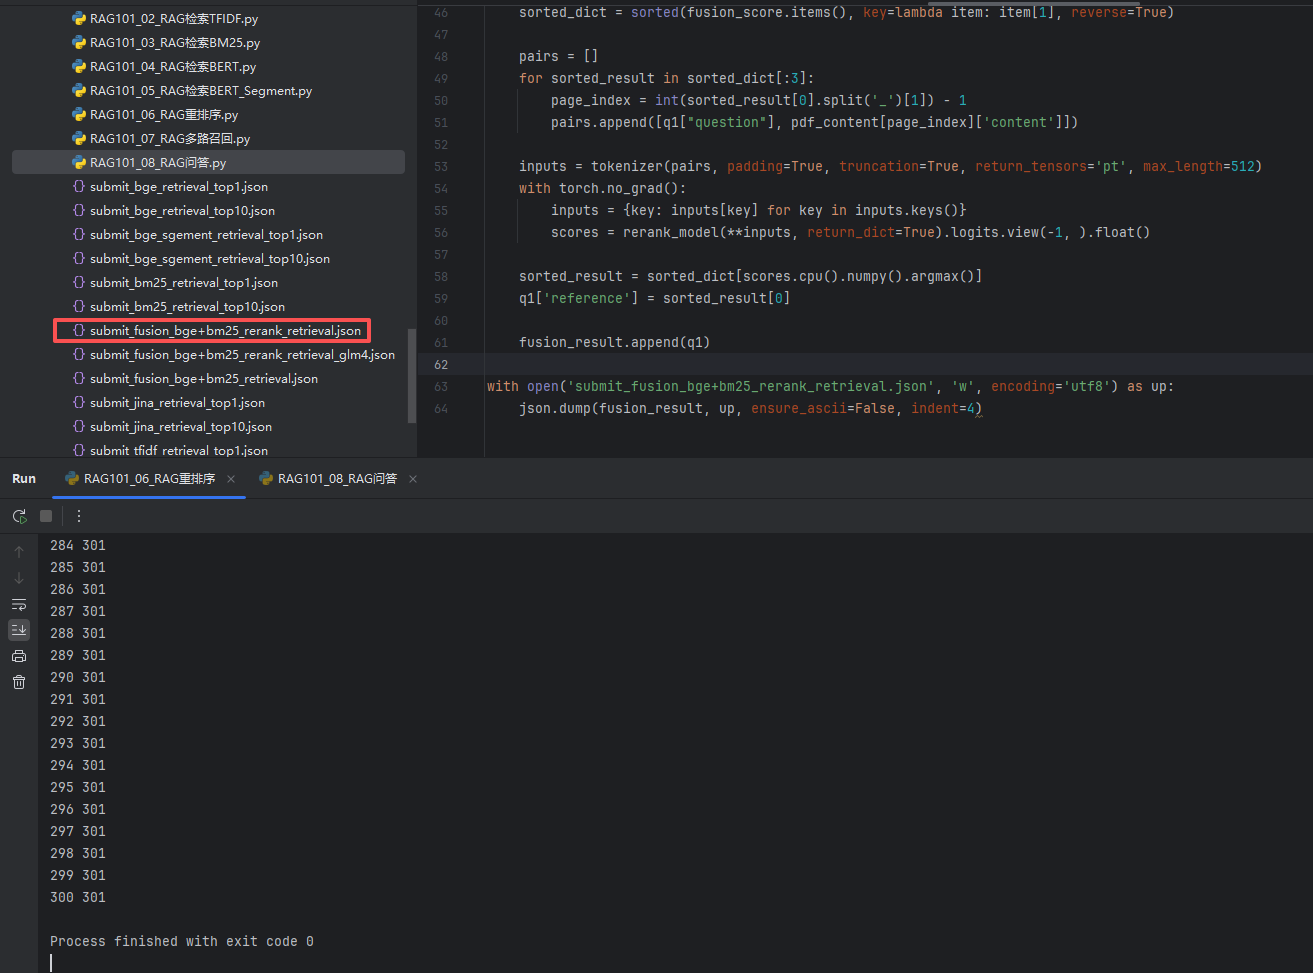 RAG101_02_RAG检索TFIDF.py
RAG101_03_RAG检索BM25.py
RAG101_04_RAG检索BERT.py
RAG101_05_RAG检索BERT_Segment.py
RAG101_06_RAG重排序.py
RAG101_07_RAG多路召回.py
RAG101_08_RAG问答.py
submit_bge_retrieval_top1.json
submit_bge_retrieval_top10.json
submit_bge_sgement_retrieval_top1.json
submit_bge_sgement_retrieval_top10.json
submit_bm25_retrieval_top1.json
submit_bm25_retrieval_top10.json
submit_fusion_bge+bm25_rerank_retrieval.json
submit_fusion_bge+bm25_rerank_retrieval_glm4.json
submit_fusion_bge+bm25_retrieval.json
submit_jina_retrieval_top1.json
submit_jina_retrieval_top10.json
submit_tfidf_retrieval_top1.json
46 sorted_dict = sorted(fusion_score.items(), key=lambda item: item[1], reverse=True)
47
48 pairs = []
49 for sorted_result in sorted_dict[:3]:
50 page_index = int(sorted_result[0].split('_')[1]) - 1
51 pairs.append([q1["question"], pdf_content[page_index]['content']])
52
53 inputs = tokenizer(pairs, padding=True, truncation=True, return_tensors='pt', max_length=512)
54 with torch.no_grad():
55 inputs = {key: inputs[key] for key in inputs.keys()}
56 scores = rerank_model(**inputs, return_dict=True).logits.view(-1, ).float()
57
58 sorted_result = sorted_dict[scores.cpu().numpy().argmax()]
59 q1['reference'] = sorted_result[0]
60
61 fusion_result.append(q1)
62
63 with open('submit_fusion_bge+bm25_rerank_retrieval.json', 'w', encoding='utf8') as up:
64 json.dump(fusion_result, up, ensure_ascii=False, indent=4)
Run RAG101_06_RAG重排序 RAG101_08_RAG问答
284 301
285 301
286 301
287 301
288 301
289 301
290 301
291 301
292 301
293 301
294 301
295 301
296 301
297 301
298 301
299 301
300 301
Process finished with exit code 0